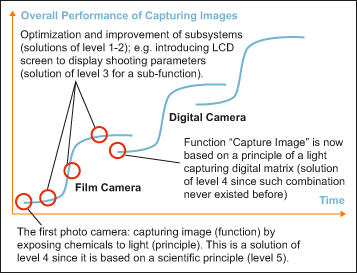 Overall Performance of Capturing Images
Optimization and improvement of subsystems
(solutions of level 1-2); e.g. introducing LCD
screen to display shooting parameters
(solution of level 3 for a sub-function).
Digital Camera
Function “Capture Image” is now
based on a principle of a light
capturing digital matrix (solution
of level 4 since such combination
never existed before)
Film Camera
Time
The first photo camera: capturing image (function) by
exposing chemicals to light (principle). This is a solution of
level 4 since it is based on a scientific principle (level 5).